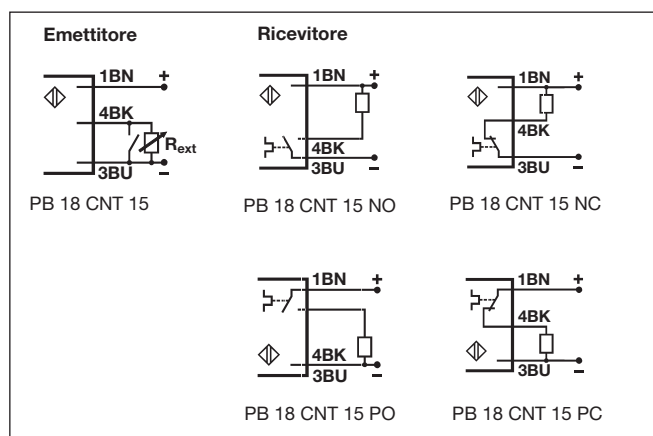 Emettitore
Ricevitore
1BN +
4BK
Rext
3BU −
PB 18 CNT 15
1BN +
4BK
3BU −
PB 18 CNT 15 NO
1BN +
4BK
3BU −
PB 18 CNT 15 NC
1BN +
4BK
3BU −
PB 18 CNT 15 PO
1BN +
4BK
3BU −
PB 18 CNT 15 PC